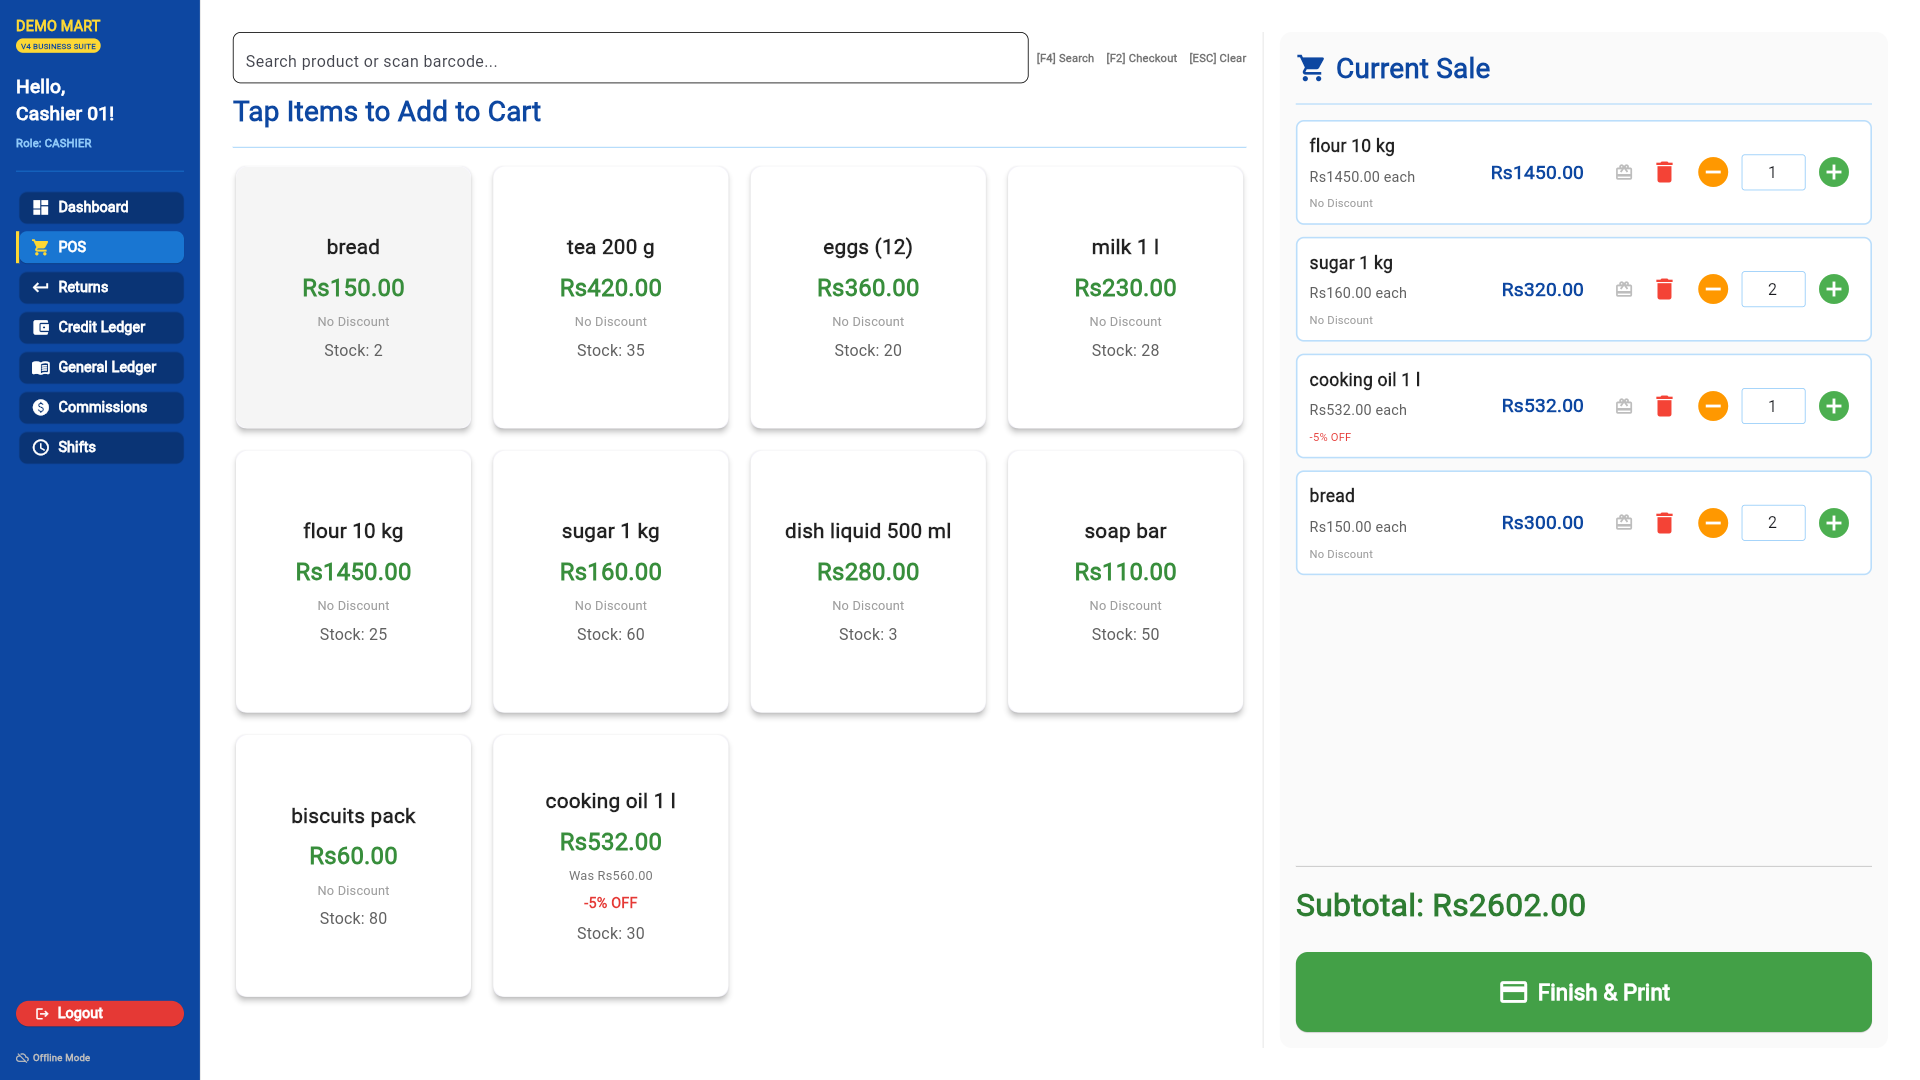 DEMO MART
V4 BUSINESS SUITE
Hello,
Cashier 01!
Role: CASHIER
Dashboard
POS
Returns
Credit Ledger
General Ledger
Commissions
Shifts
Logout
Offline Mode
Search product or scan barcode...
[F4] Search [F2] Checkout [ESC] Clear
Tap Items to Add to Cart
bread
Rs150.00
No Discount
Stock: 2
tea 200 g
Rs420.00
No Discount
Stock: 35
eggs (12)
Rs360.00
No Discount
Stock: 20
milk 1 l
Rs230.00
No Discount
Stock: 28
flour 10 kg
Rs1450.00
No Discount
Stock: 25
sugar 1 kg
Rs160.00
No Discount
Stock: 60
dish liquid 500 ml
Rs280.00
No Discount
Stock: 3
soap bar
Rs110.00
No Discount
Stock: 50
biscuits pack
Rs60.00
No Discount
Stock: 80
cooking oil 1 l
Rs532.00
Was Rs560.00
-5% OFF
Stock: 30
Current Sale
flour 10 kg
Rs1450.00 each
No Discount
Rs1450.00
1
sugar 1 kg
Rs160.00 each
No Discount
Rs320.00
2
cooking oil 1 l
Rs532.00 each
-5% OFF
Rs532.00
1
bread
Rs150.00 each
No Discount
Rs300.00
2
Subtotal: Rs2602.00
Finish & Print